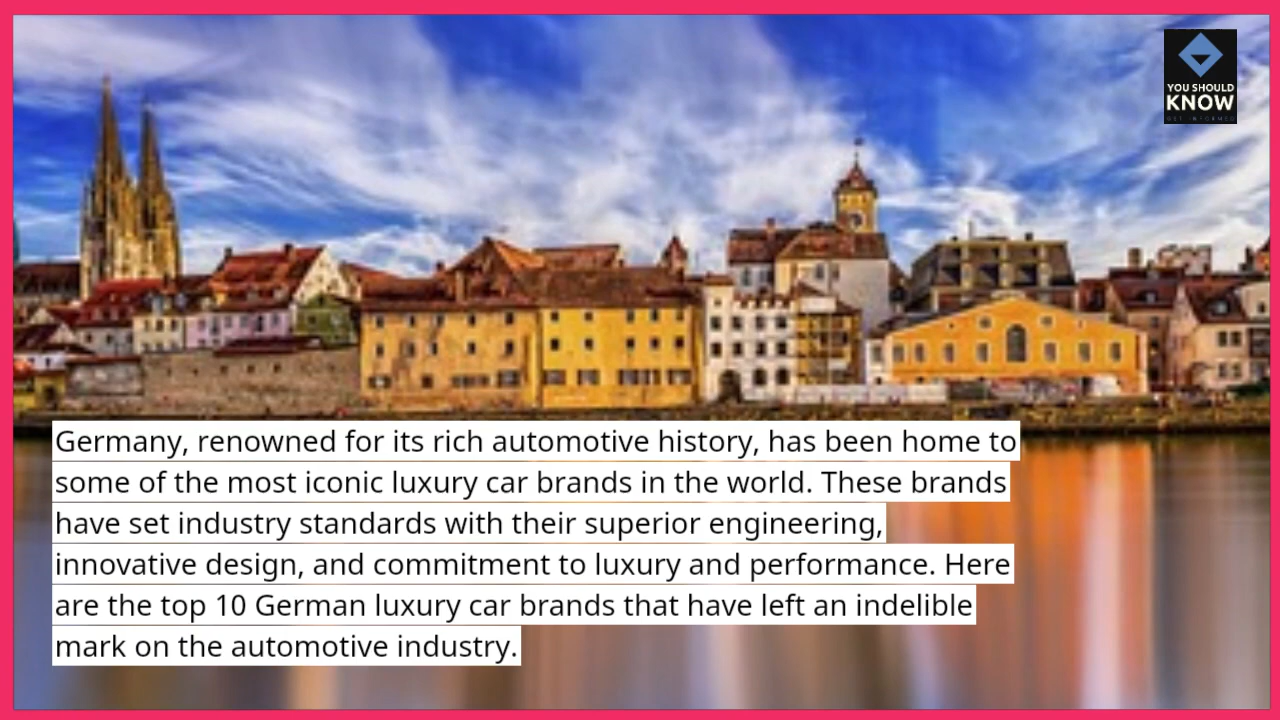 YOU SHOULD
KNOW
GET INFORMED
Germany, renowned for its rich automotive history, has been home to
some of the most iconic luxury car brands in the world. These brands
have set industry standards with their superior engineering,
innovative design, and commitment to luxury and performance. Here
are the top 10 German luxury car brands that have left an indelible
mark on the automotive industry.